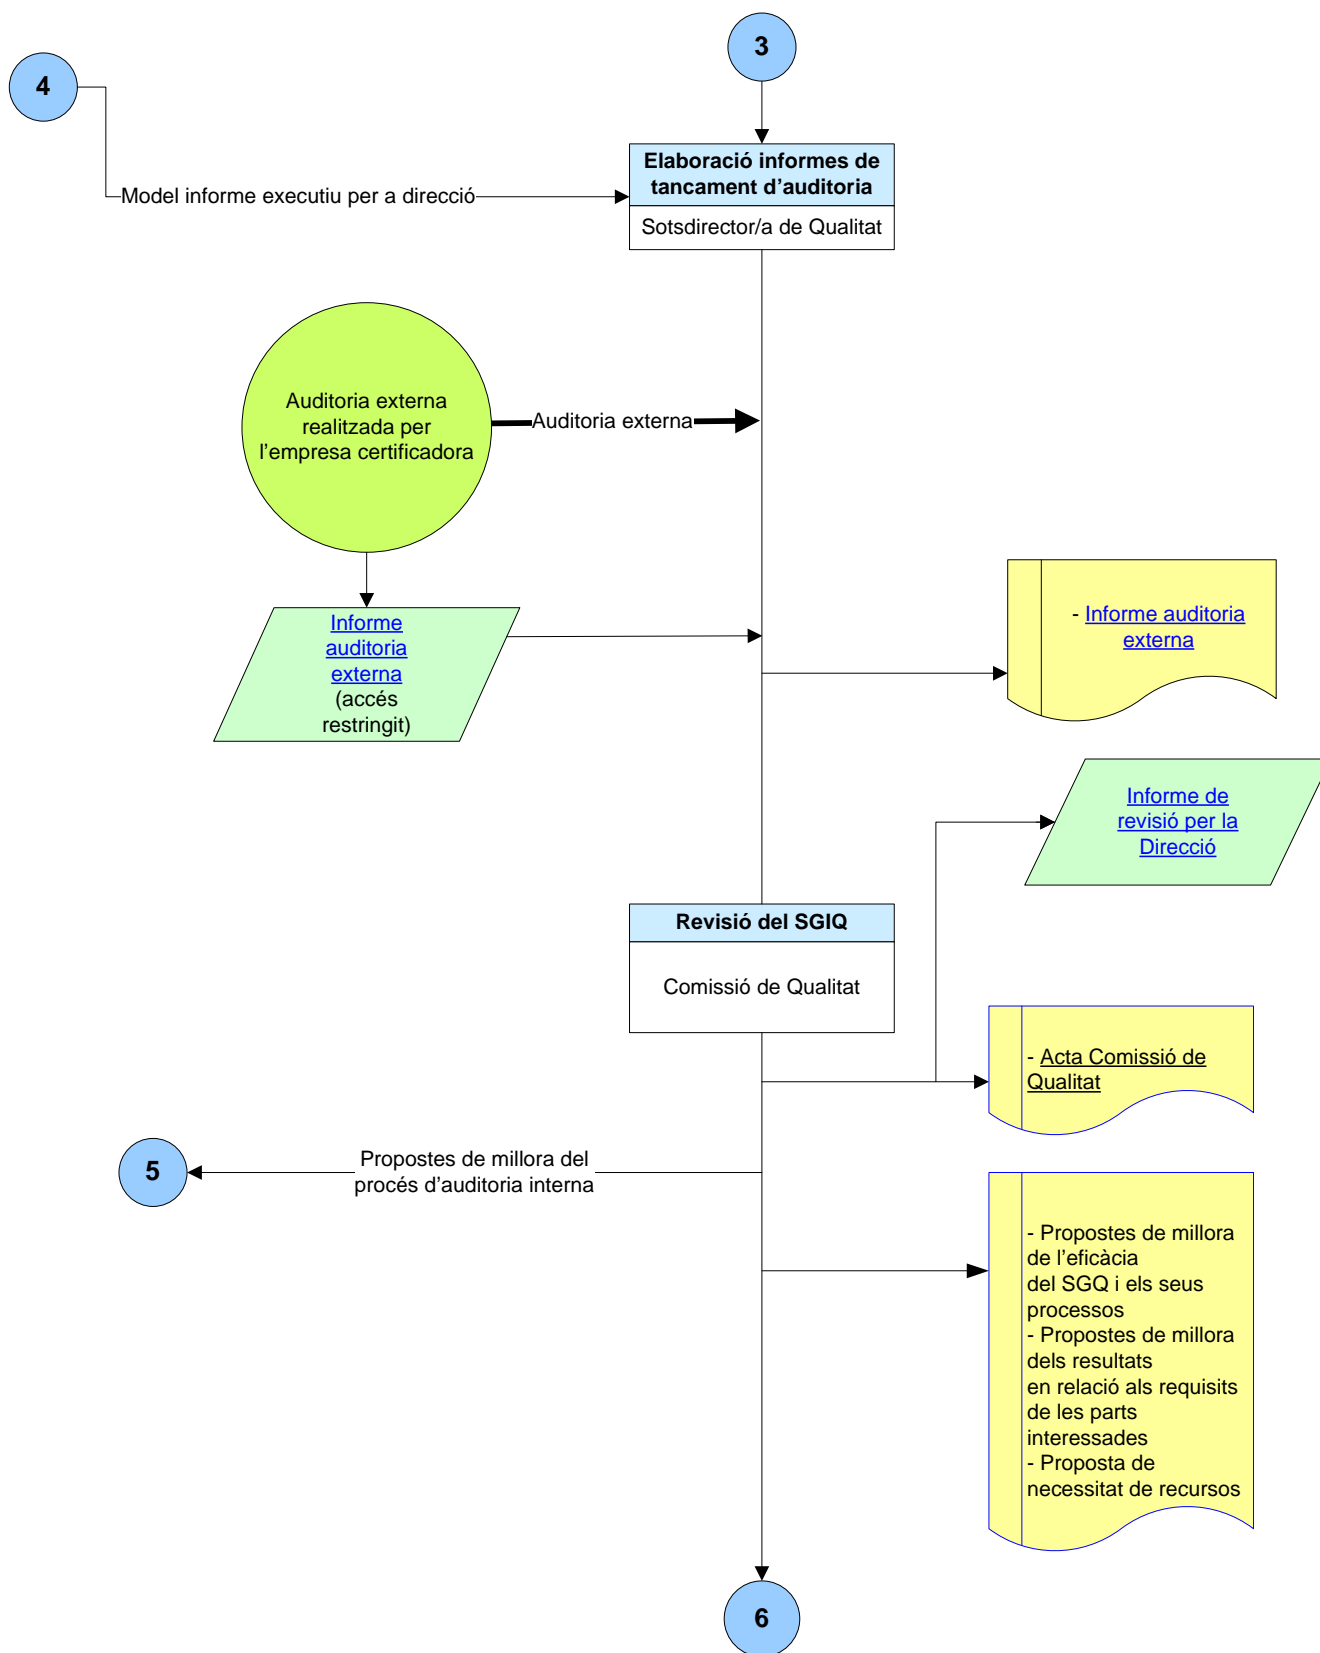 3
4
Elaboració informes de
tancament d’auditoria
Model informe executiu per a direcció
Sotsdirector/a de Qualitat
Auditoria externa
realitzada per
l’empresa certificadora
Auditoria externa
Informe
auditoria
externa
(accés
restringit)
- Informe auditoria
externa
Informe de
revisió per la
Direcció
Revisió del SGIQ
Comissió de Qualitat
- Acta Comissió de
Qualitat
5
Propostes de millora del
procés d’auditoria interna
- Propostes de millora
de l’eficàcia
del SGQ i els seus
processos
- Propostes de millora
dels resultats
en relació als requisits
de les parts
interessades
- Proposta de
necessitat de recursos
6